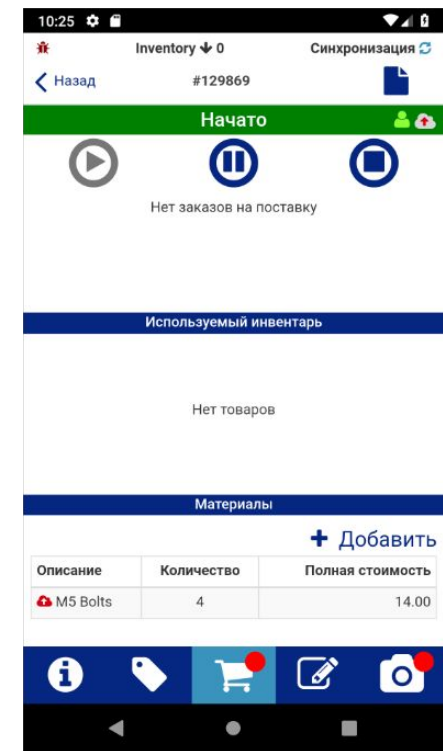 10:25
Inventory 0 Синхронизация
Назад #129869
Начато
Нет заказов на поставку
Используемый инвентарь
Нет товаров
Материалы
+ Добавить
Описание Количество Полная стоимость
M5 Bolts 4 14.00